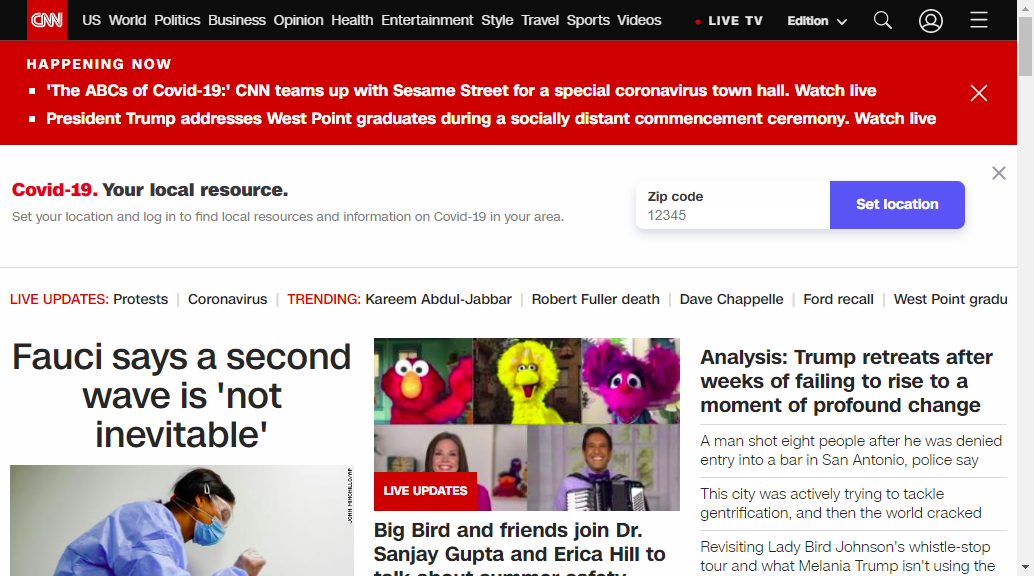 CNN US World Politics Business Opinion Health Entertainment Style Travel Sports Videos LIVE TV Edition
HAPPENING NOW
'The ABCs of Covid-19:' CNN teams up with Sesame Street for a special coronavirus town hall. Watch live
President Trump addresses West Point graduates during a socially distant commencement ceremony. Watch live
Covid-19. Your local resource.
Set your location and log in to find local resources and information on Covid-19 in your area.
Zip code
12345
Set location
LIVE UPDATES: Protests | Coronavirus | TRENDING: Kareem Abdul-Jabbar | Robert Fuller death | Dave Chappelle | Ford recall | West Point gradu
Fauci says a second
wave is 'not
inevitable'
JOHN MINCHILLO/AP
LIVE UPDATES
Big Bird and friends join Dr.
Sanjay Gupta and Erica Hill to
talk about summer safety
Analysis: Trump retreats after
weeks of failing to rise to a
moment of profound change
A man shot eight people after he was denied
entry into a bar in San Antonio, police say
This city was actively trying to tackle
gentrification, and then the world cracked
Revisiting Lady Bird Johnson's whistle-stop
tour and what Melania Trump isn't using the